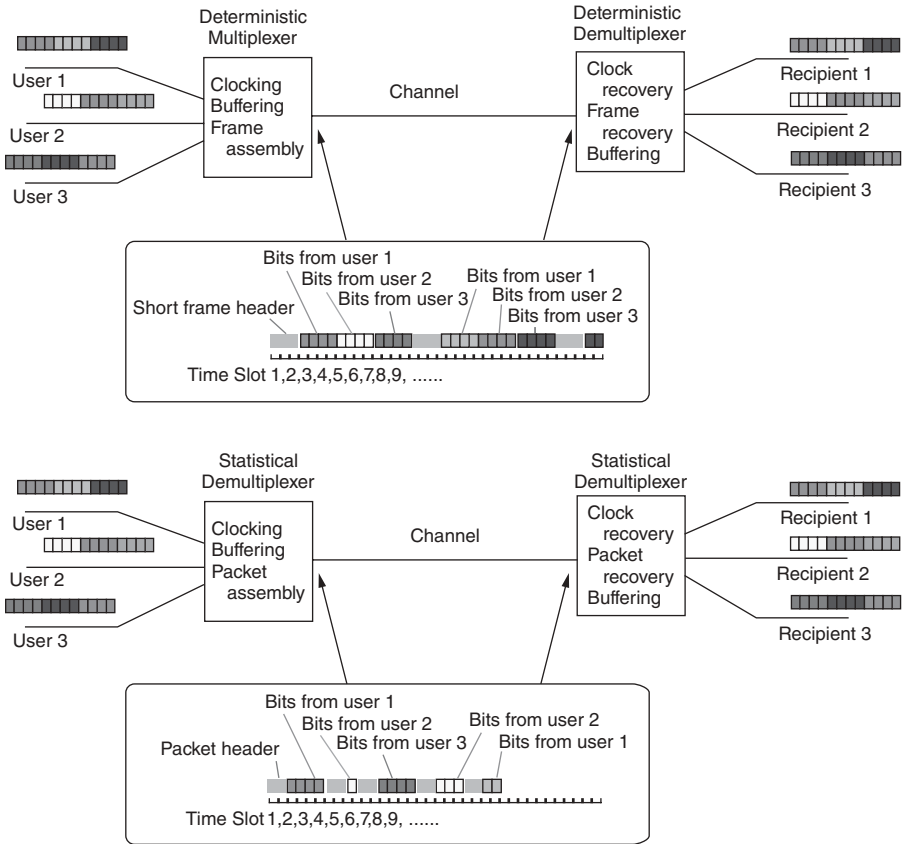 Deterministic
Multiplexer
Deterministic
Demultiplexer
User 1
User 2
User 3
Clocking
Buffering
Frame
assembly
Channel
Clock
recovery
Frame
recovery
Buffering
Recipient 1
Recipient 2
Recipient 3
Bits from user 1
Bits from user 2
Bits from user 3
Bits from user 1
Bits from user 2
Bits from user 3
Short frame header
Time Slot 1,2,3,4,5,6,7,8,9, ......
Statistical
Demultiplexer
Statistical
Demultiplexer
User 1
User 2
User 3
Clocking
Buffering
Packet
assembly
Channel
Clock
recovery
Packet
recovery
Buffering
Recipient 1
Recipient 2
Recipient 3
Bits from user 1
Bits from user 2
Bits from user 3
Bits from user 2
Bits from user 1
Packet header
Time Slot 1,2,3,4,5,6,7,8,9, ......